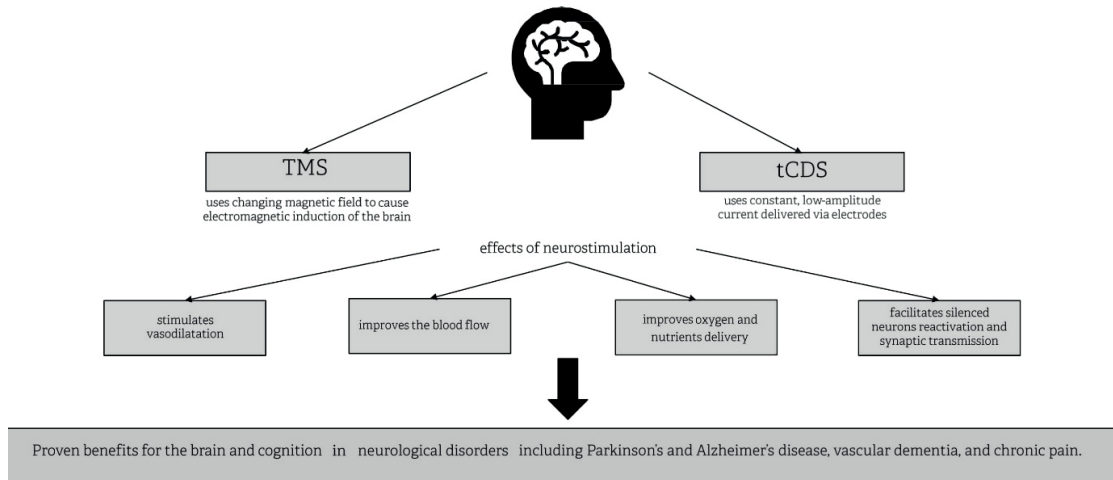 TMS
uses changing magnetic field to cause
electromagnetic induction of the brain
tCDS
uses constant, low-amplitude
current delivered via electrodes
effects of neurostimulation
stimulates
vasodilatation
improves the blood flow
improves oxygen and
nutrients delivery
facilitates silenced
neurons reactivation and
synaptic transmission
Proven benefits for the brain and cognition in neurological disorders including Parkinson's and Alzheimer's disease, vascular dementia, and chronic pain.